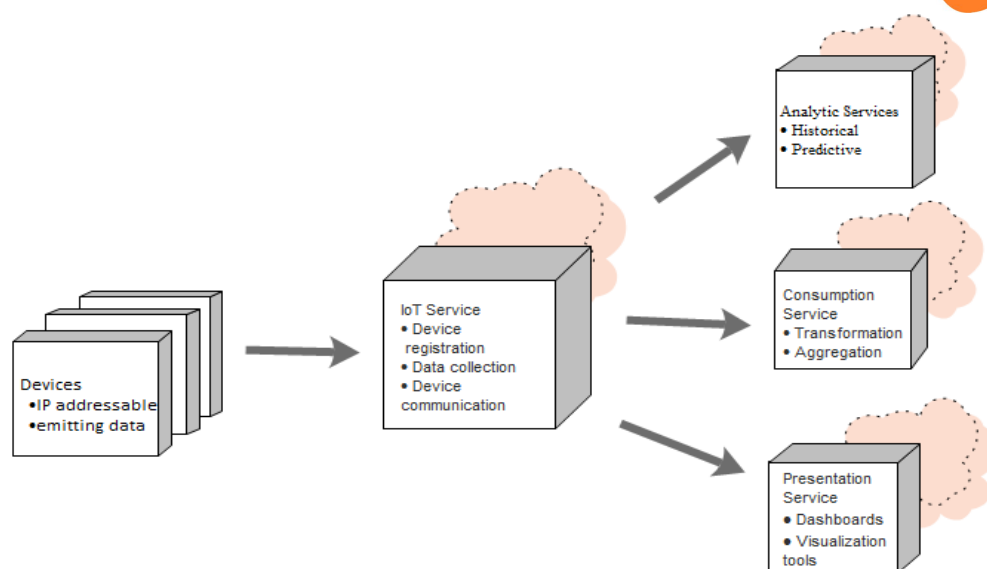 Devices
•IP addressable
•emitting data
IoT Service
• Device
registration
• Data collection
• Device
communication
Analytic Services
• Historical
• Predictive
Consumption
Service
• Transformation
• Aggregation
Presentation
Service
• Dashboards
• Visualization
tools